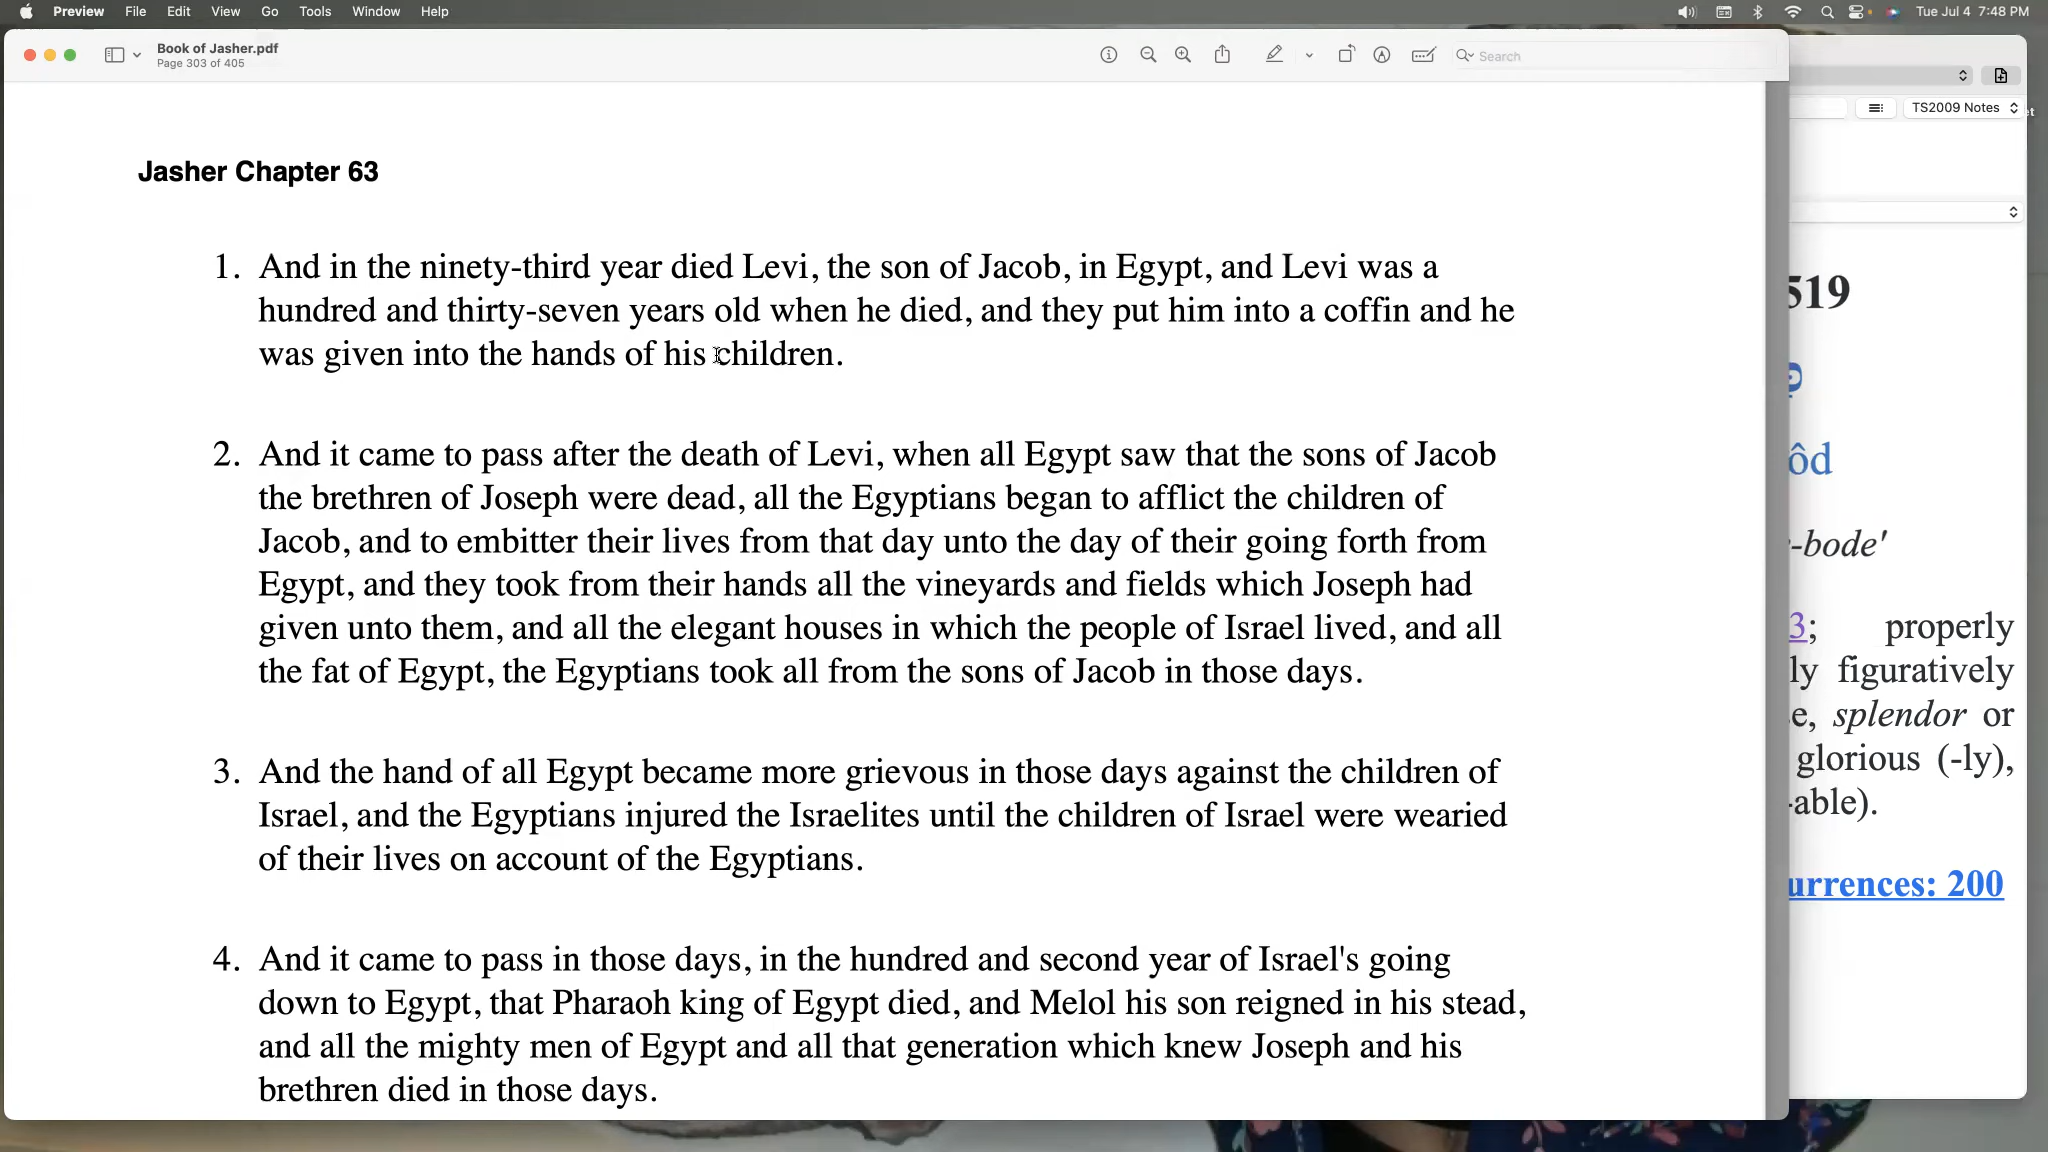 Preview File Edit View Go Tools Window Help Tue Jul 4 7:48 PM
Book of Jasher.pdf
Page 303 of 405
Search
TS2009 Notes
Jasher Chapter 63
1. And in the ninety-third year died Levi, the son of Jacob, in Egypt, and Levi was a
hundred and thirty-seven years old when he died, and they put him into a coffin and he
was given into the hands of his children.
2. And it came to pass after the death of Levi, when all Egypt saw that the sons of Jacob
the brethren of Joseph were dead, all the Egyptians began to afflict the children of
Jacob, and to embitter their lives from that day unto the day of their going forth from
Egypt, and they took from their hands all the vineyards and fields which Joseph had
given unto them, and all the elegant houses in which the people of Israel lived, and all
the fat of Egypt, the Egyptians took all from the sons of Jacob in those days.
3. And the hand of all Egypt became more grievous in those days against the children of
Israel, and the Egyptians injured the Israelites until the children of Israel were wearied
of their lives on account of the Egyptians.
4. And it came to pass in those days, in the hundred and second year of Israel's going
down to Egypt, that Pharaoh king of Egypt died, and Melol his son reigned in his stead,
and all the mighty men of Egypt and all that generation which knew Joseph and his
brethren died in those days.
519
ôd
-bode'
3; properly
ly figuratively
e, splendor or
glorious (-ly),
-able).
urrences: 200